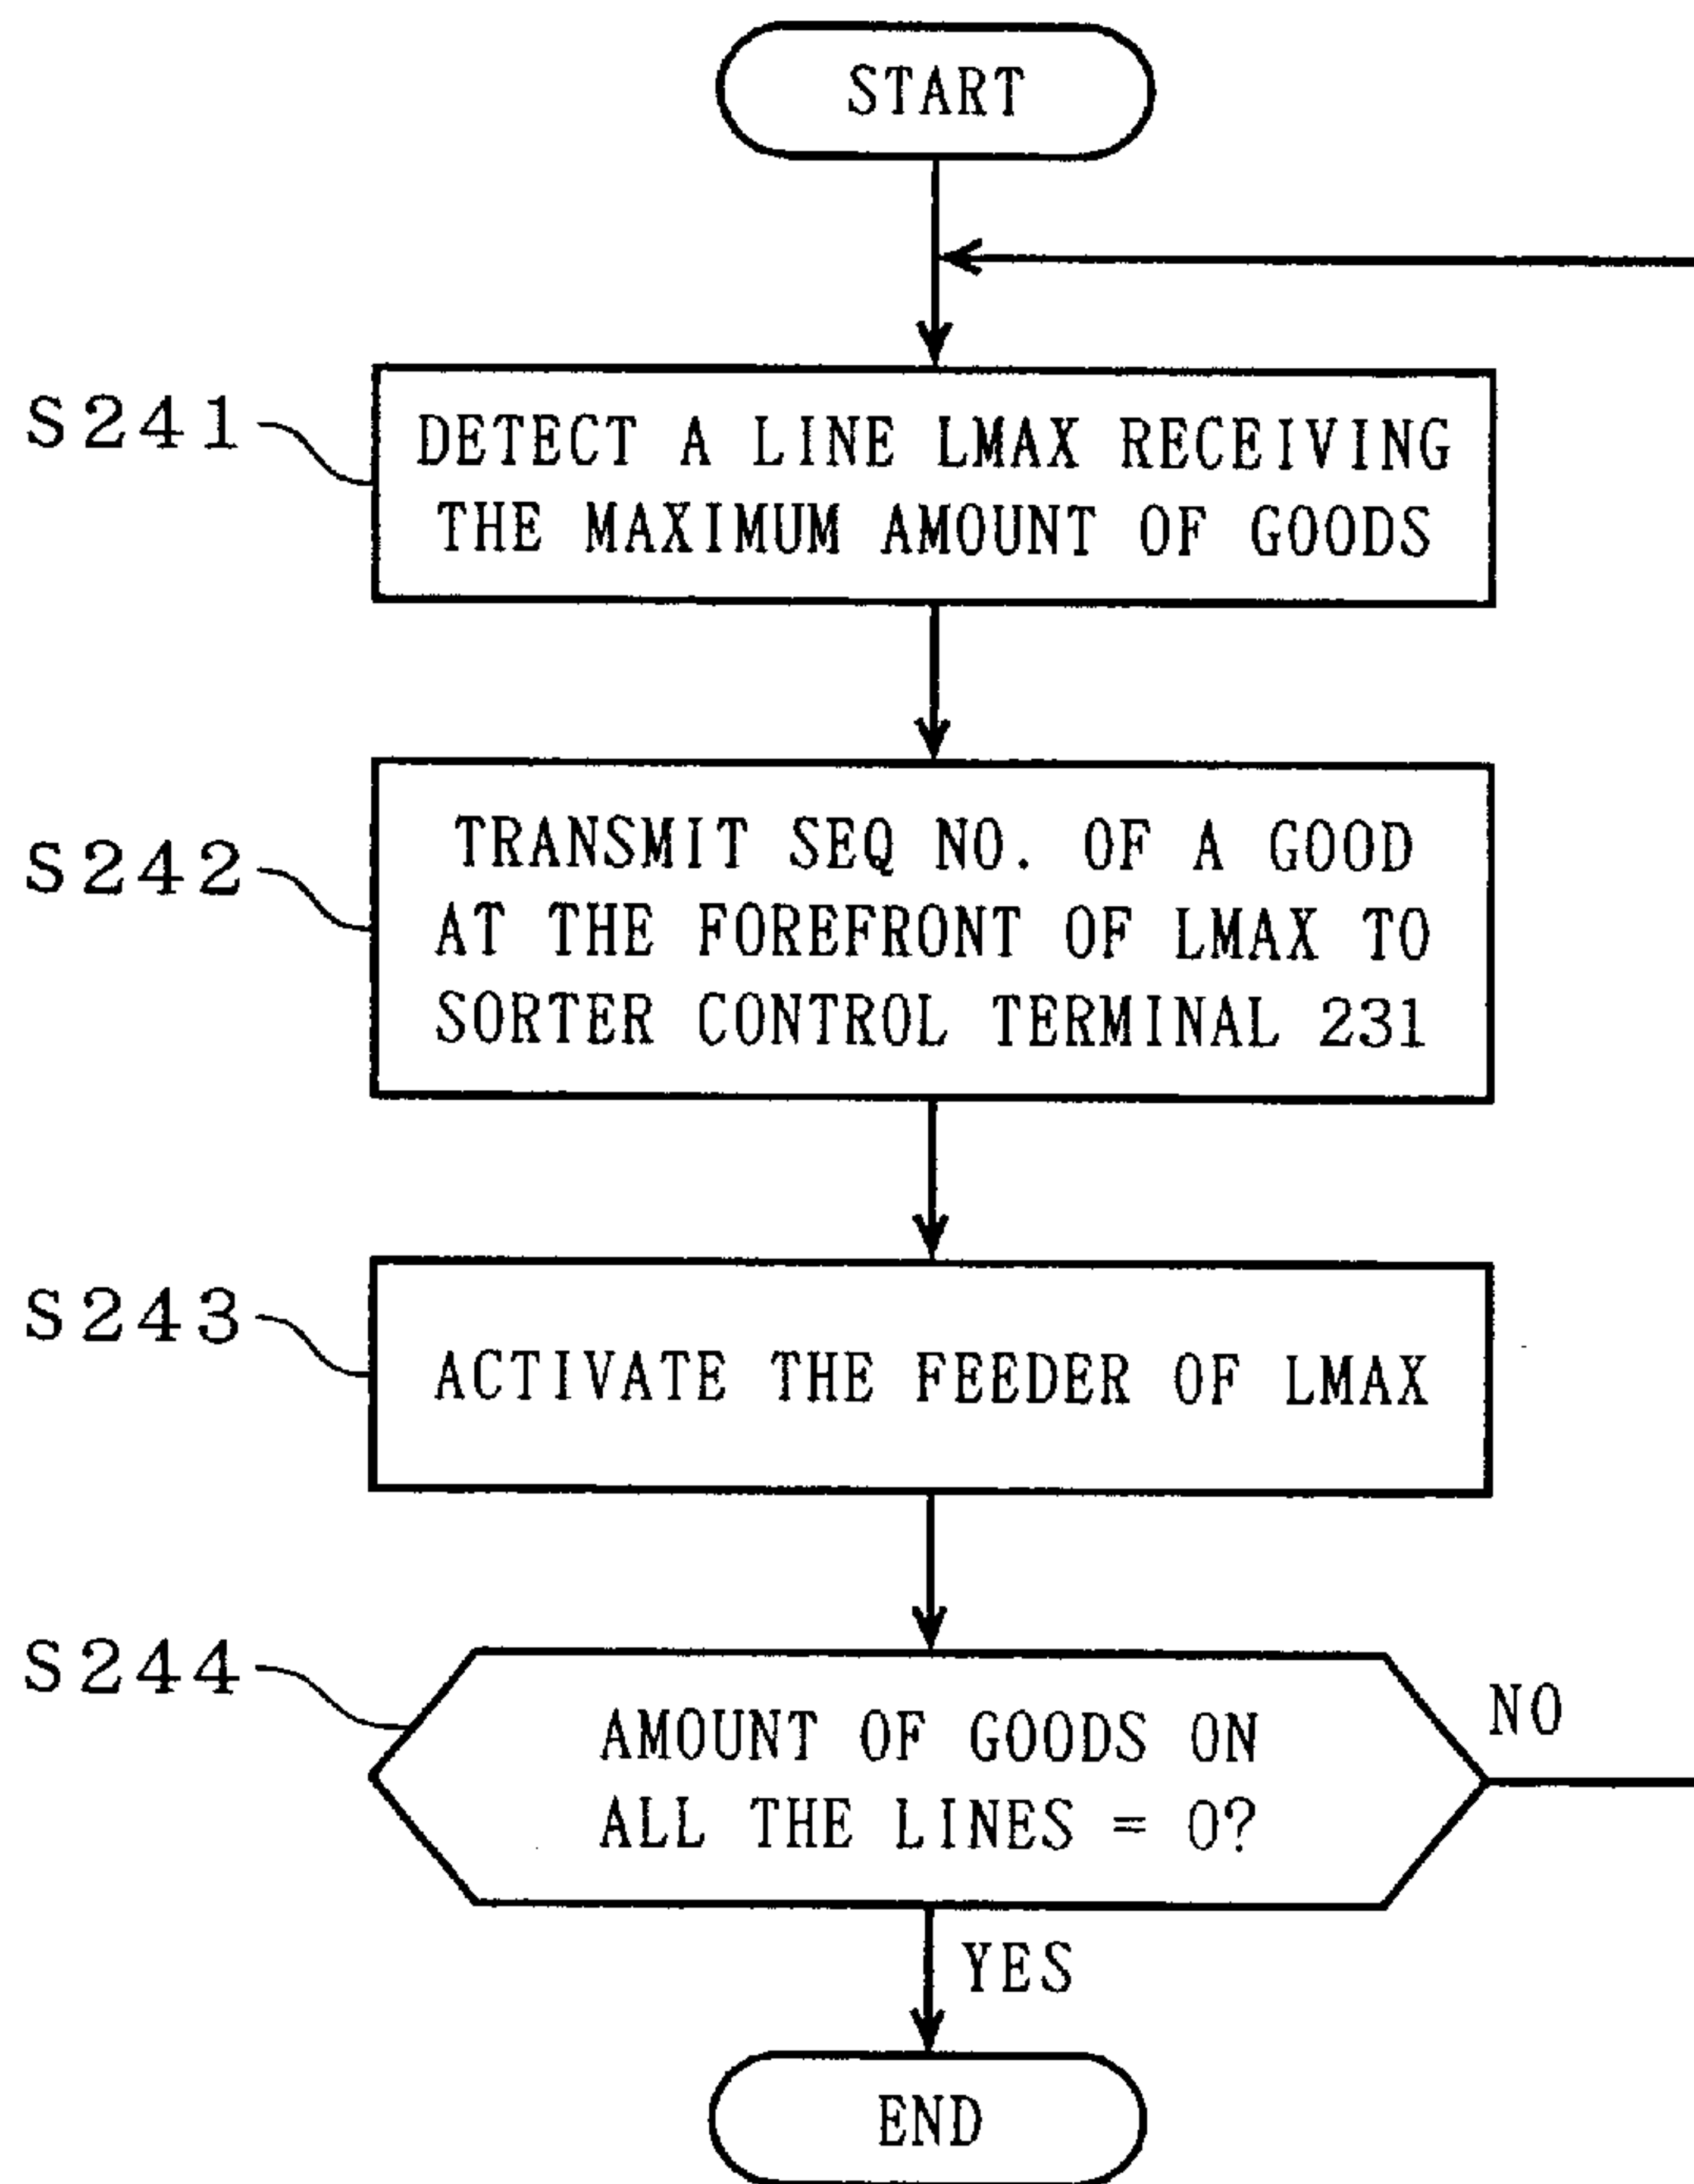 START
S241
DETECT A LINE LMAX RECEIVING
THE MAXIMUM AMOUNT OF GOODS
S242
TRANSMIT SEQ NO. OF A GOOD
AT THE FOREFRONT OF LMAX TO
SORTER CONTROL TERMINAL 231
S243
ACTIVATE THE FEEDER OF LMAX
S244
AMOUNT OF GOODS ON
ALL THE LINES = 0?
NO
YES
END